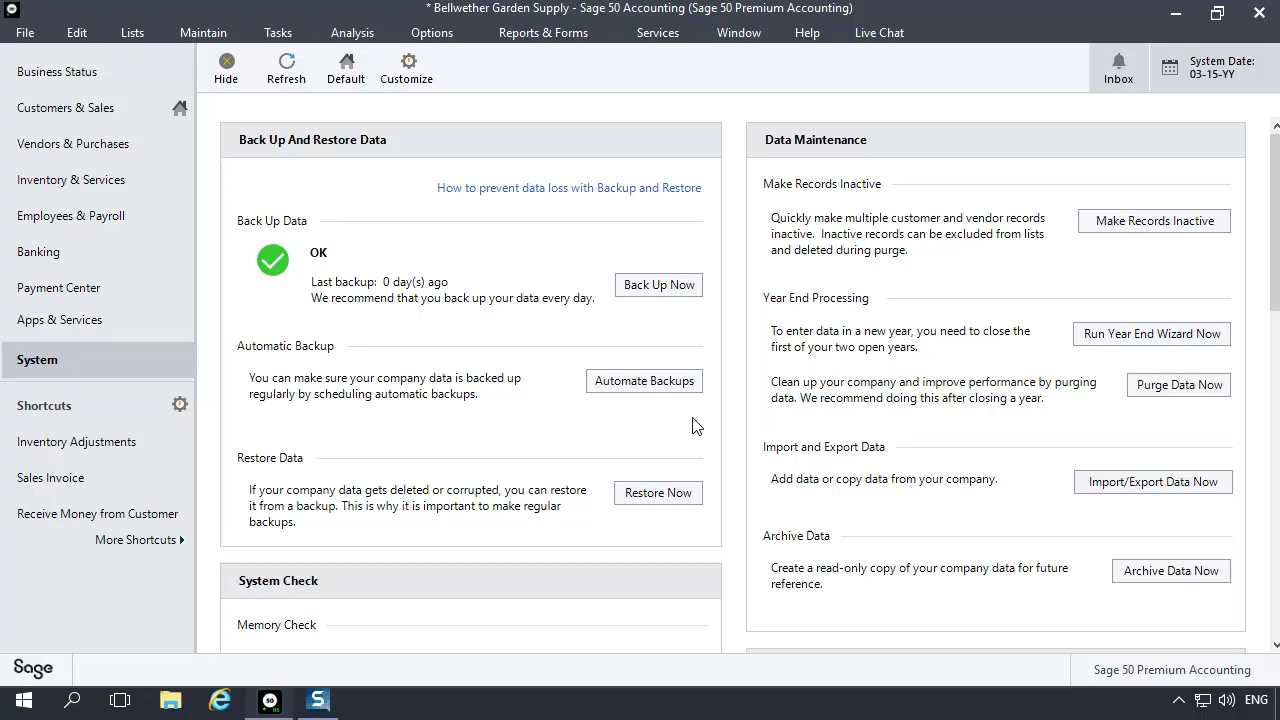 * Bellwether Garden Supply - Sage 50 Accounting (Sage 50 Premium Accounting)
File Edit Lists Maintain Tasks Analysis Options Reports & Forms Services Window Help Live Chat
Hide Refresh Default Customize Inbox
System Date:
03-15-YY
Business Status
Customers & Sales
Vendors & Purchases
Inventory & Services
Employees & Payroll
Banking
Payment Center
Apps & Services
System
Shortcuts
Inventory Adjustments
Sales Invoice
Receive Money from Customer
More Shortcuts
Back Up And Restore Data
How to prevent data loss with Backup and Restore
Back Up Data
OK
Last backup: 0 day(s) ago
We recommend that you back up your data every day.
Back Up Now
Automatic Backup
You can make sure your company data is backed up
regularly by scheduling automatic backups.
Automate Backups
Restore Data
If your company data gets deleted or corrupted, you can restore
it from a backup. This is why it is important to make regular
backups.
Restore Now
System Check
Memory Check
Data Maintenance
Make Records Inactive
Quickly make multiple customer and vendor records
inactive. Inactive records can be excluded from lists
and deleted during purge.
Make Records Inactive
Year End Processing
To enter data in a new year, you need to close the
first of your two open years.
Run Year End Wizard Now
Clean up your company and improve performance by purging
data. We recommend doing this after closing a year.
Purge Data Now
Import and Export Data
Add data or copy data from your company.
Import/Export Data Now
Archive Data
Create a read-only copy of your company data for future
reference.
Archive Data Now
Sage
Sage 50 Premium Accounting
ENG